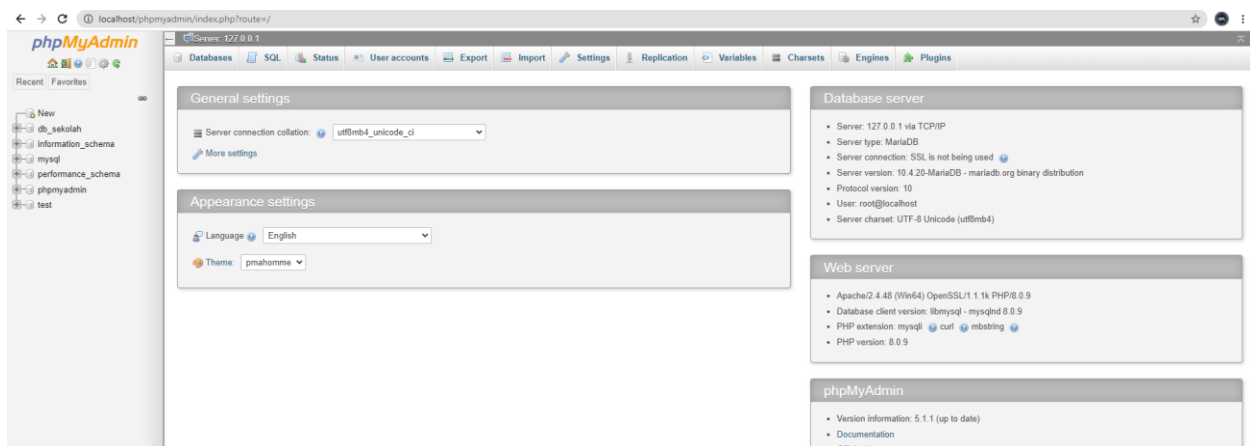 localhost/phpmyadmin/index.php?route=/
phpMyAdmin
Recent Favorites
New
db_sekolah
information_schema
mysql
performance_schema
phpmyadmin
test
Server: 127.0.0.1
Databases SQL Status User accounts Export Import Settings Replication Variables Charsets Engines Plugins
General settings
Server connection collation: utf8mb4_unicode_ci
More settings
Appearance settings
Language English
Theme: pmahomme
Database server
Server: 127.0.0.1 via TCP/IP
Server type: MariaDB
Server connection: SSL is not being used
Server version: 10.4.20-MariaDB - mariadb.org binary distribution
Protocol version: 10
User: root@localhost
Server charset: UTF-8 Unicode (utf8mb4)
Web server
Apache/2.4.48 (Win64) OpenSSL/1.1.1k PHP/8.0.9
Database client version: libmysql - mysqlnd 8.0.9
PHP extension: mysqli curl mbstring
PHP version: 8.0.9
phpMyAdmin
Version information: 5.1.1 (up to date)
Documentation